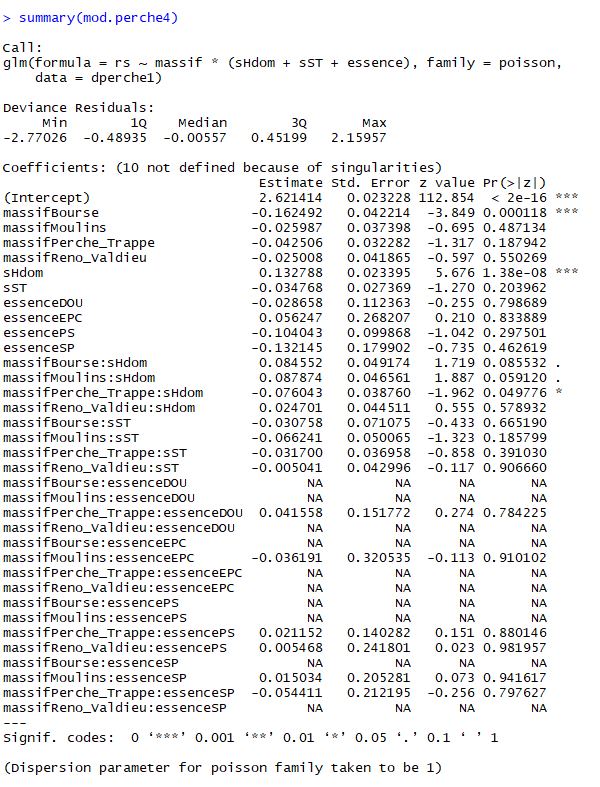 > summary(mod.perche4)
Call:
glm(formula = rs ~ massif * (sHdom + sST + essence), family = poisson,
    data = dperche1)
Deviance Residuals:
     Min        1Q    Median        3Q       Max
-2.77026  -0.48935  -0.00557   0.45199   2.15957
Coefficients: (10 not defined because of singularities)
                                Estimate Std. Error z value Pr(>|z|)
(Intercept)                     2.621414   0.023228 112.854  < 2e-16 ***
massifBourse                   -0.162492   0.042214  -3.849 0.000118 ***
massifMoulins                  -0.025987   0.037398  -0.695 0.487134
massifPerche_Trappe            -0.042506   0.032282  -1.317 0.187942
massifReno_Valdieu             -0.025008   0.041865  -0.597 0.550269
sHdom                           0.132788   0.023395   5.676 1.38e-08 ***
sST                            -0.034768   0.027369  -1.270 0.203962
essenceDOU                     -0.028658   0.112363  -0.255 0.798689
essenceEPC                      0.056247   0.268207   0.210 0.833889
essencePS                      -0.104043   0.099868  -1.042 0.297501
essenceSP                      -0.132145   0.179902  -0.735 0.462619
massifBourse:sHdom              0.084552   0.049174   1.719 0.085532 .
massifMoulins:sHdom             0.087874   0.046561   1.887 0.059120 .
massifPerche_Trappe:sHdom      -0.076043   0.038760  -1.962 0.049776 *
massifReno_Valdieu:sHdom        0.024701   0.044511   0.555 0.578932
massifBourse:sST               -0.030758   0.071075  -0.433 0.665190
massifMoulins:sST              -0.066241   0.050065  -1.323 0.185799
massifPerche_Trappe:sST        -0.031700   0.036958  -0.858 0.391030
massifReno_Valdieu:sST         -0.005041   0.042996  -0.117 0.906660
massifBourse:essenceDOU               NA         NA      NA       NA
massifMoulins:essenceDOU              NA         NA      NA       NA
massifPerche_Trappe:essenceDOU  0.041558   0.151772   0.274 0.784225
massifReno_Valdieu:essenceDOU         NA         NA      NA       NA
massifBourse:essenceEPC               NA         NA      NA       NA
massifMoulins:essenceEPC       -0.036191   0.320535  -0.113 0.910102
massifPerche_Trappe:essenceEPC        NA         NA      NA       NA
massifReno_Valdieu:essenceEPC         NA         NA      NA       NA
massifBourse:essencePS                NA         NA      NA       NA
massifMoulins:essencePS               NA         NA      NA       NA
massifPerche_Trappe:essencePS   0.021152   0.140282   0.151 0.880146
massifReno_Valdieu:essencePS    0.005468   0.241801   0.023 0.981957
massifBourse:essenceSP                NA         NA      NA       NA
massifMoulins:essenceSP         0.015034   0.205281   0.073 0.941617
massifPerche_Trappe:essenceSP  -0.054411   0.212195  -0.256 0.797627
massifReno_Valdieu:essenceSP          NA         NA      NA       NA
---
Signif. codes:  0 ‘***’ 0.001 ‘**’ 0.01 ‘*’ 0.05 ‘.’ 0.1 ‘ ’ 1
(Dispersion parameter for poisson family taken to be 1)